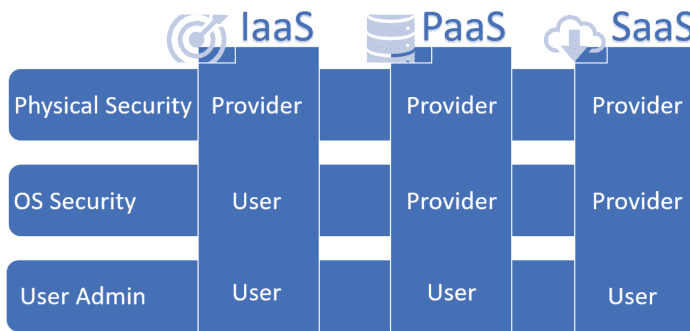 IaaS PaaS SaaS
Physical Security Provider Provider Provider
OS Security User Provider Provider
User Admin User User User